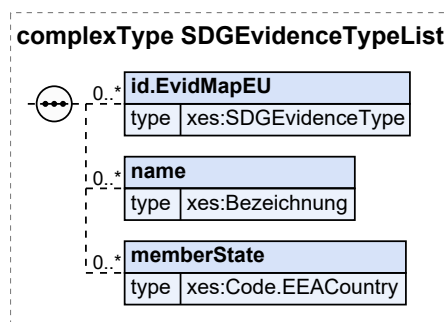 complexType SDGEvidenceTypeList
0..* id.EvidMapEU
type xes:SDGEvidenceType
0..* name
type xes:Bezeichnung
0..* memberState
type xes:Code.EEACountry